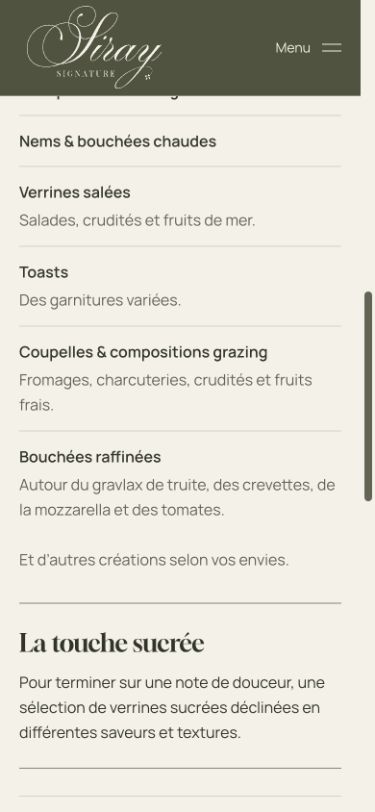 Siray
SIGNATURE
Menu
Nems & bouchées chaudes
Verrines salées
Salades, crudités et fruits de mer.
Toasts
Des garnitures variées.
Coupelles & compositions grazing
Fromages, charcuteries, crudités et fruits
frais.
Bouchées raffinées
Autour du gravlax de truite, des crevettes, de
la mozzarella et des tomates.
Et d'autres créations selon vos envies.
La touche sucrée
Pour terminer sur une note de douceur, une
sélection de verrines sucrées déclinées en
différentes saveurs et textures.